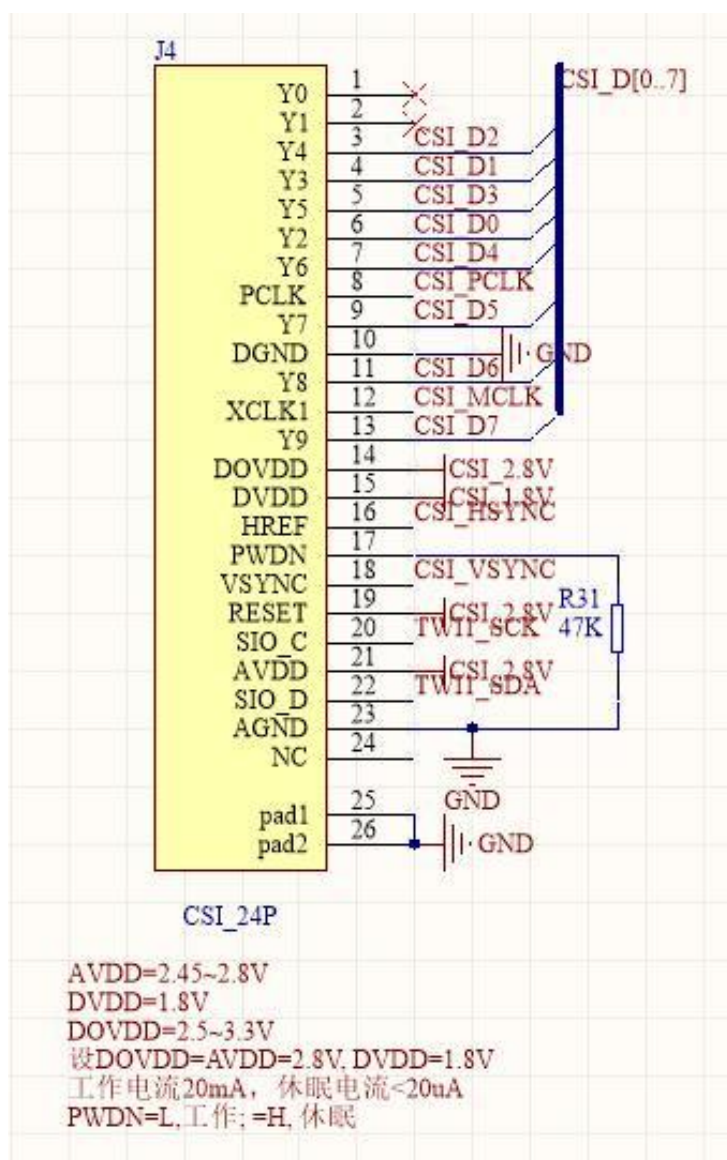 J4
CSI_D[0..7]
Y0 1
Y1 2
Y4 3 CSI_D2
Y3 4 CSI_D1
Y5 5 CSI_D3
Y2 6 CSI_D0
Y6 7 CSI_D4
PCLK 8 CSI_PCLK
Y7 9 CSI_D5
DGND 10 GND
Y8 11 CSI_D6
XCLK1 12 CSI_MCLK
Y9 13 CSI_D7
DOVDD 14 CSI_2.8V
DVDD 15 CSI_1.8V
HREF 16 CSI_HSYNC
PWDN 17
VSYNC 18 CSI_VSYNC
RESET 19 CSI_2.8V
R31
47K
SIO_C 20 TWI1_SCK
AVDD 21 CSI_2.8V
SIO_D 22 TWI1_SDA
AGND 23
NC 24
GND
pad1 25
pad2 26 GND
CSI_24P
AVDD=2.45~2.8V
DVDD=1.8V
DOVDD=2.5~3.3V
设DOVDD=AVDD=2.8V, DVDD=1.8V
工作电流20mA，休眠电流<20uA
PWDN=L,工作; =H, 休眠